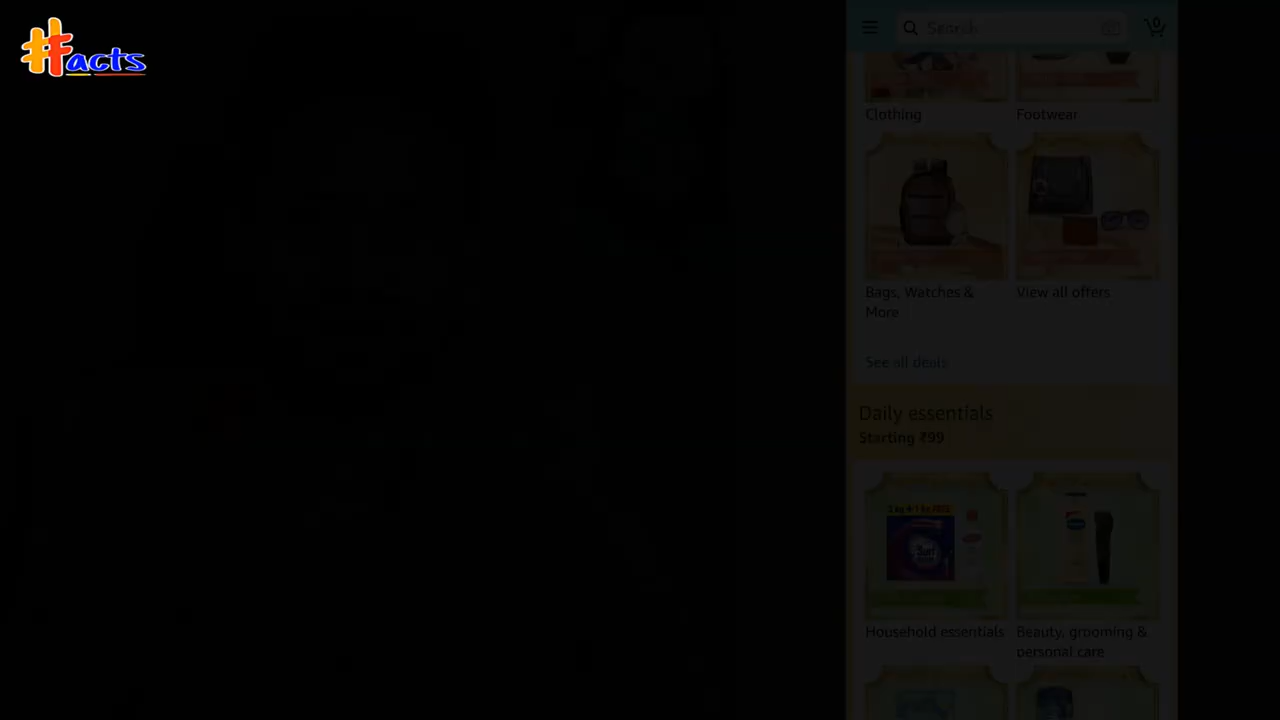 #Facts
Search
0
Clothing
Footwear
Bags, Watches &
More
View all offers
See all deals
Daily essentials
Starting ₹99
Surf
Household essentials
Beauty, grooming &
personal care